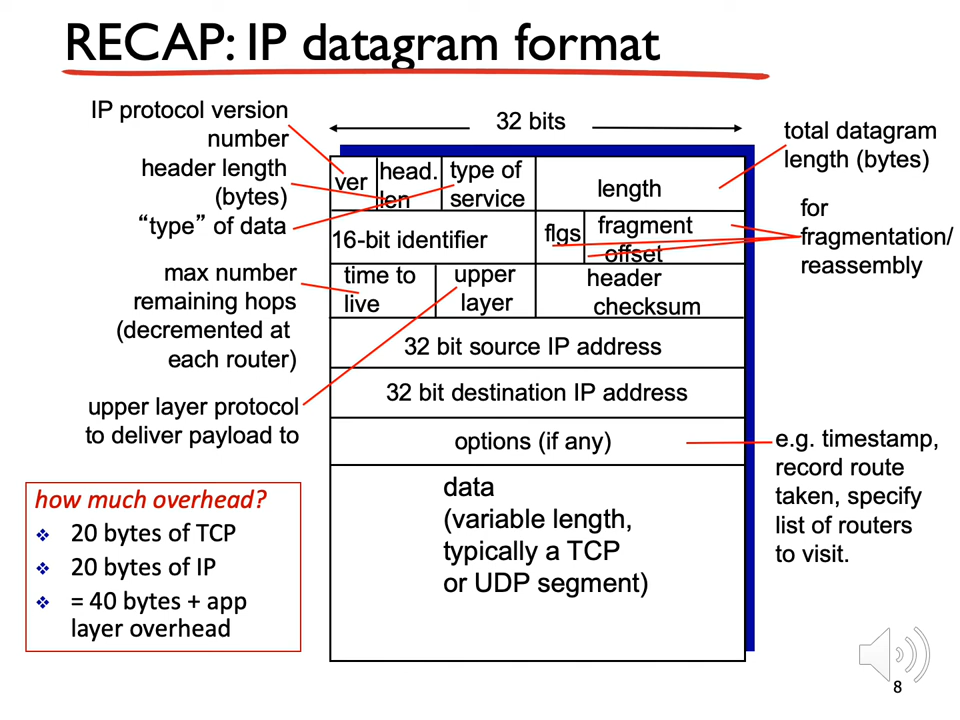 RECAP: IP datagram format
IP protocol version
number
header length
(bytes)
“type” of data
max number
remaining hops
(decremented at
each router)
upper layer protocol
to deliver payload to
how much overhead?
❖ 20 bytes of TCP
❖ 20 bytes of IP
❖ = 40 bytes + app
layer overhead
32 bits
ver
head.
len
type of
service
length
16-bit identifier
flgs
fragment
offset
time to
live
upper
layer
header
checksum
32 bit source IP address
32 bit destination IP address
options (if any)
data
(variable length,
typically a TCP
or UDP segment)
total datagram
length (bytes)
for
fragmentation/
reassembly
e.g. timestamp,
record route
taken, specify
list of routers
to visit.
8